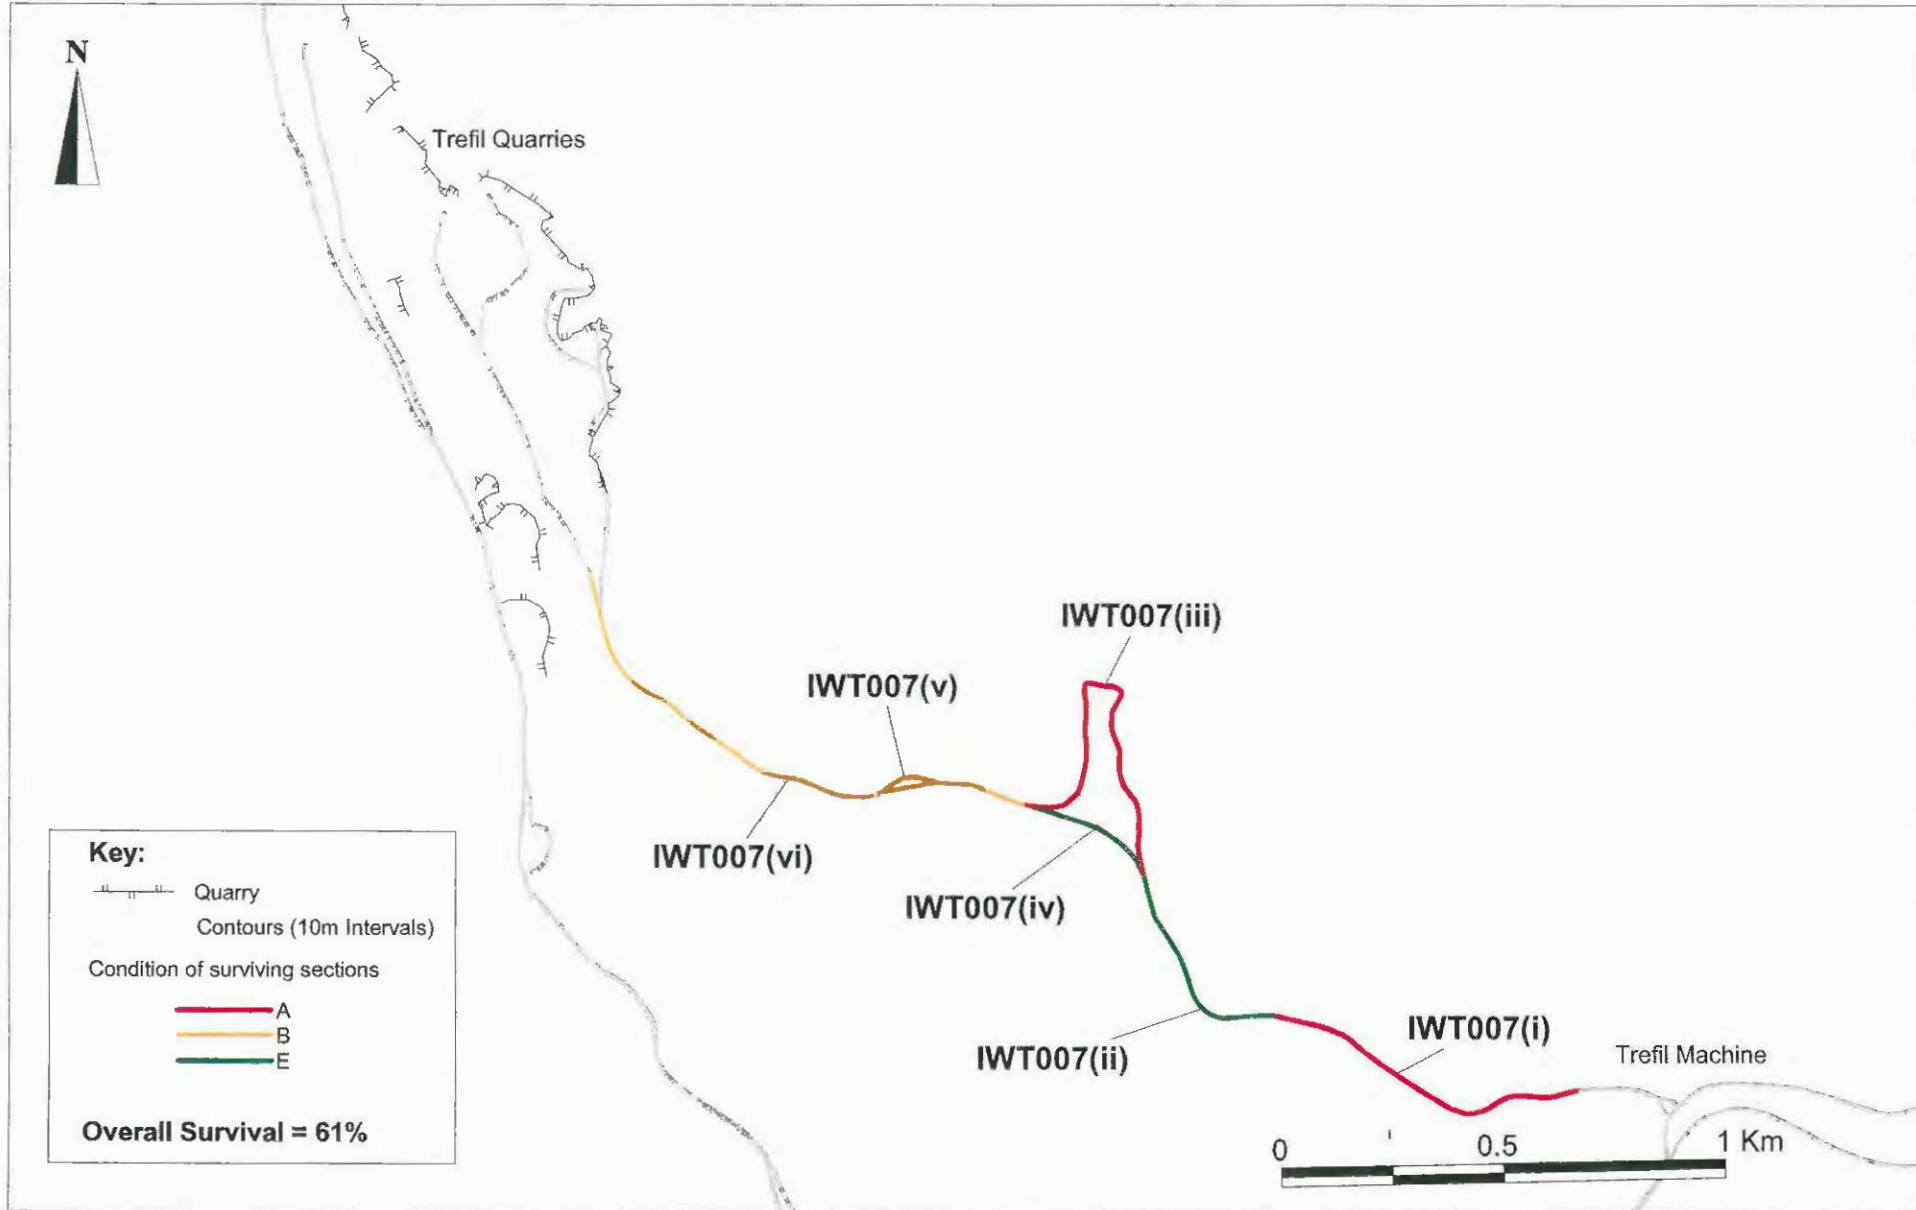 N
Trefil Quarries
IWT007(iii)
IWT007(v)
IWT007(vi)
IWT007(iv)
IWT007(ii)
IWT007(i)
Trefil Machine
Key:
Quarry
Contours (10m Intervals)
Condition of surviving sections
A
B
E
Overall Survival = 61%
0 0.5 1 Km